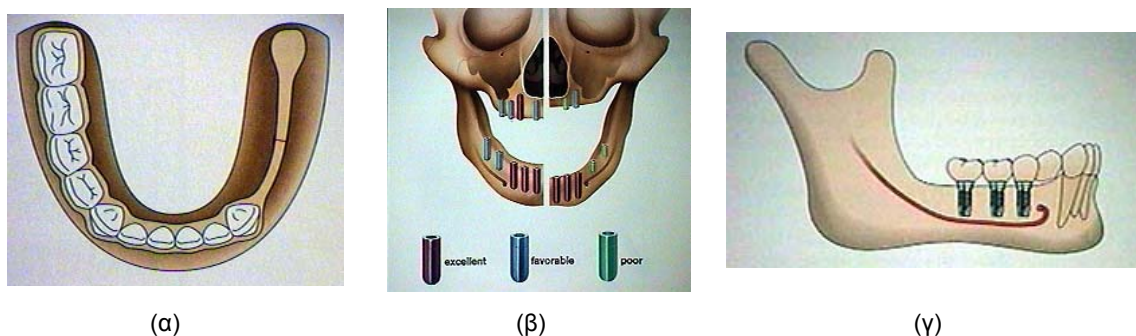 excellent favorable poor
(α) (β) (γ)